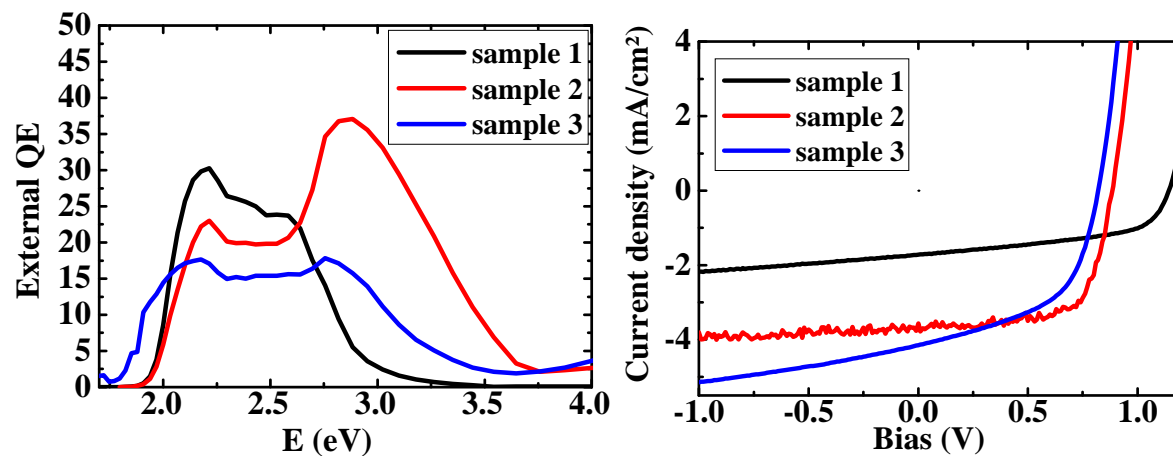 External QE
50
45
40
35
30
25
20
15
10
5
0
2.0 2.5 3.0 3.5 4.0
E (eV)
sample 1
sample 2
sample 3
Current density (mA/cm²)
4
2
0
-2
-4
-1.0 -0.5 0.0 0.5 1.0
Bias (V)
sample 1
sample 2
sample 3